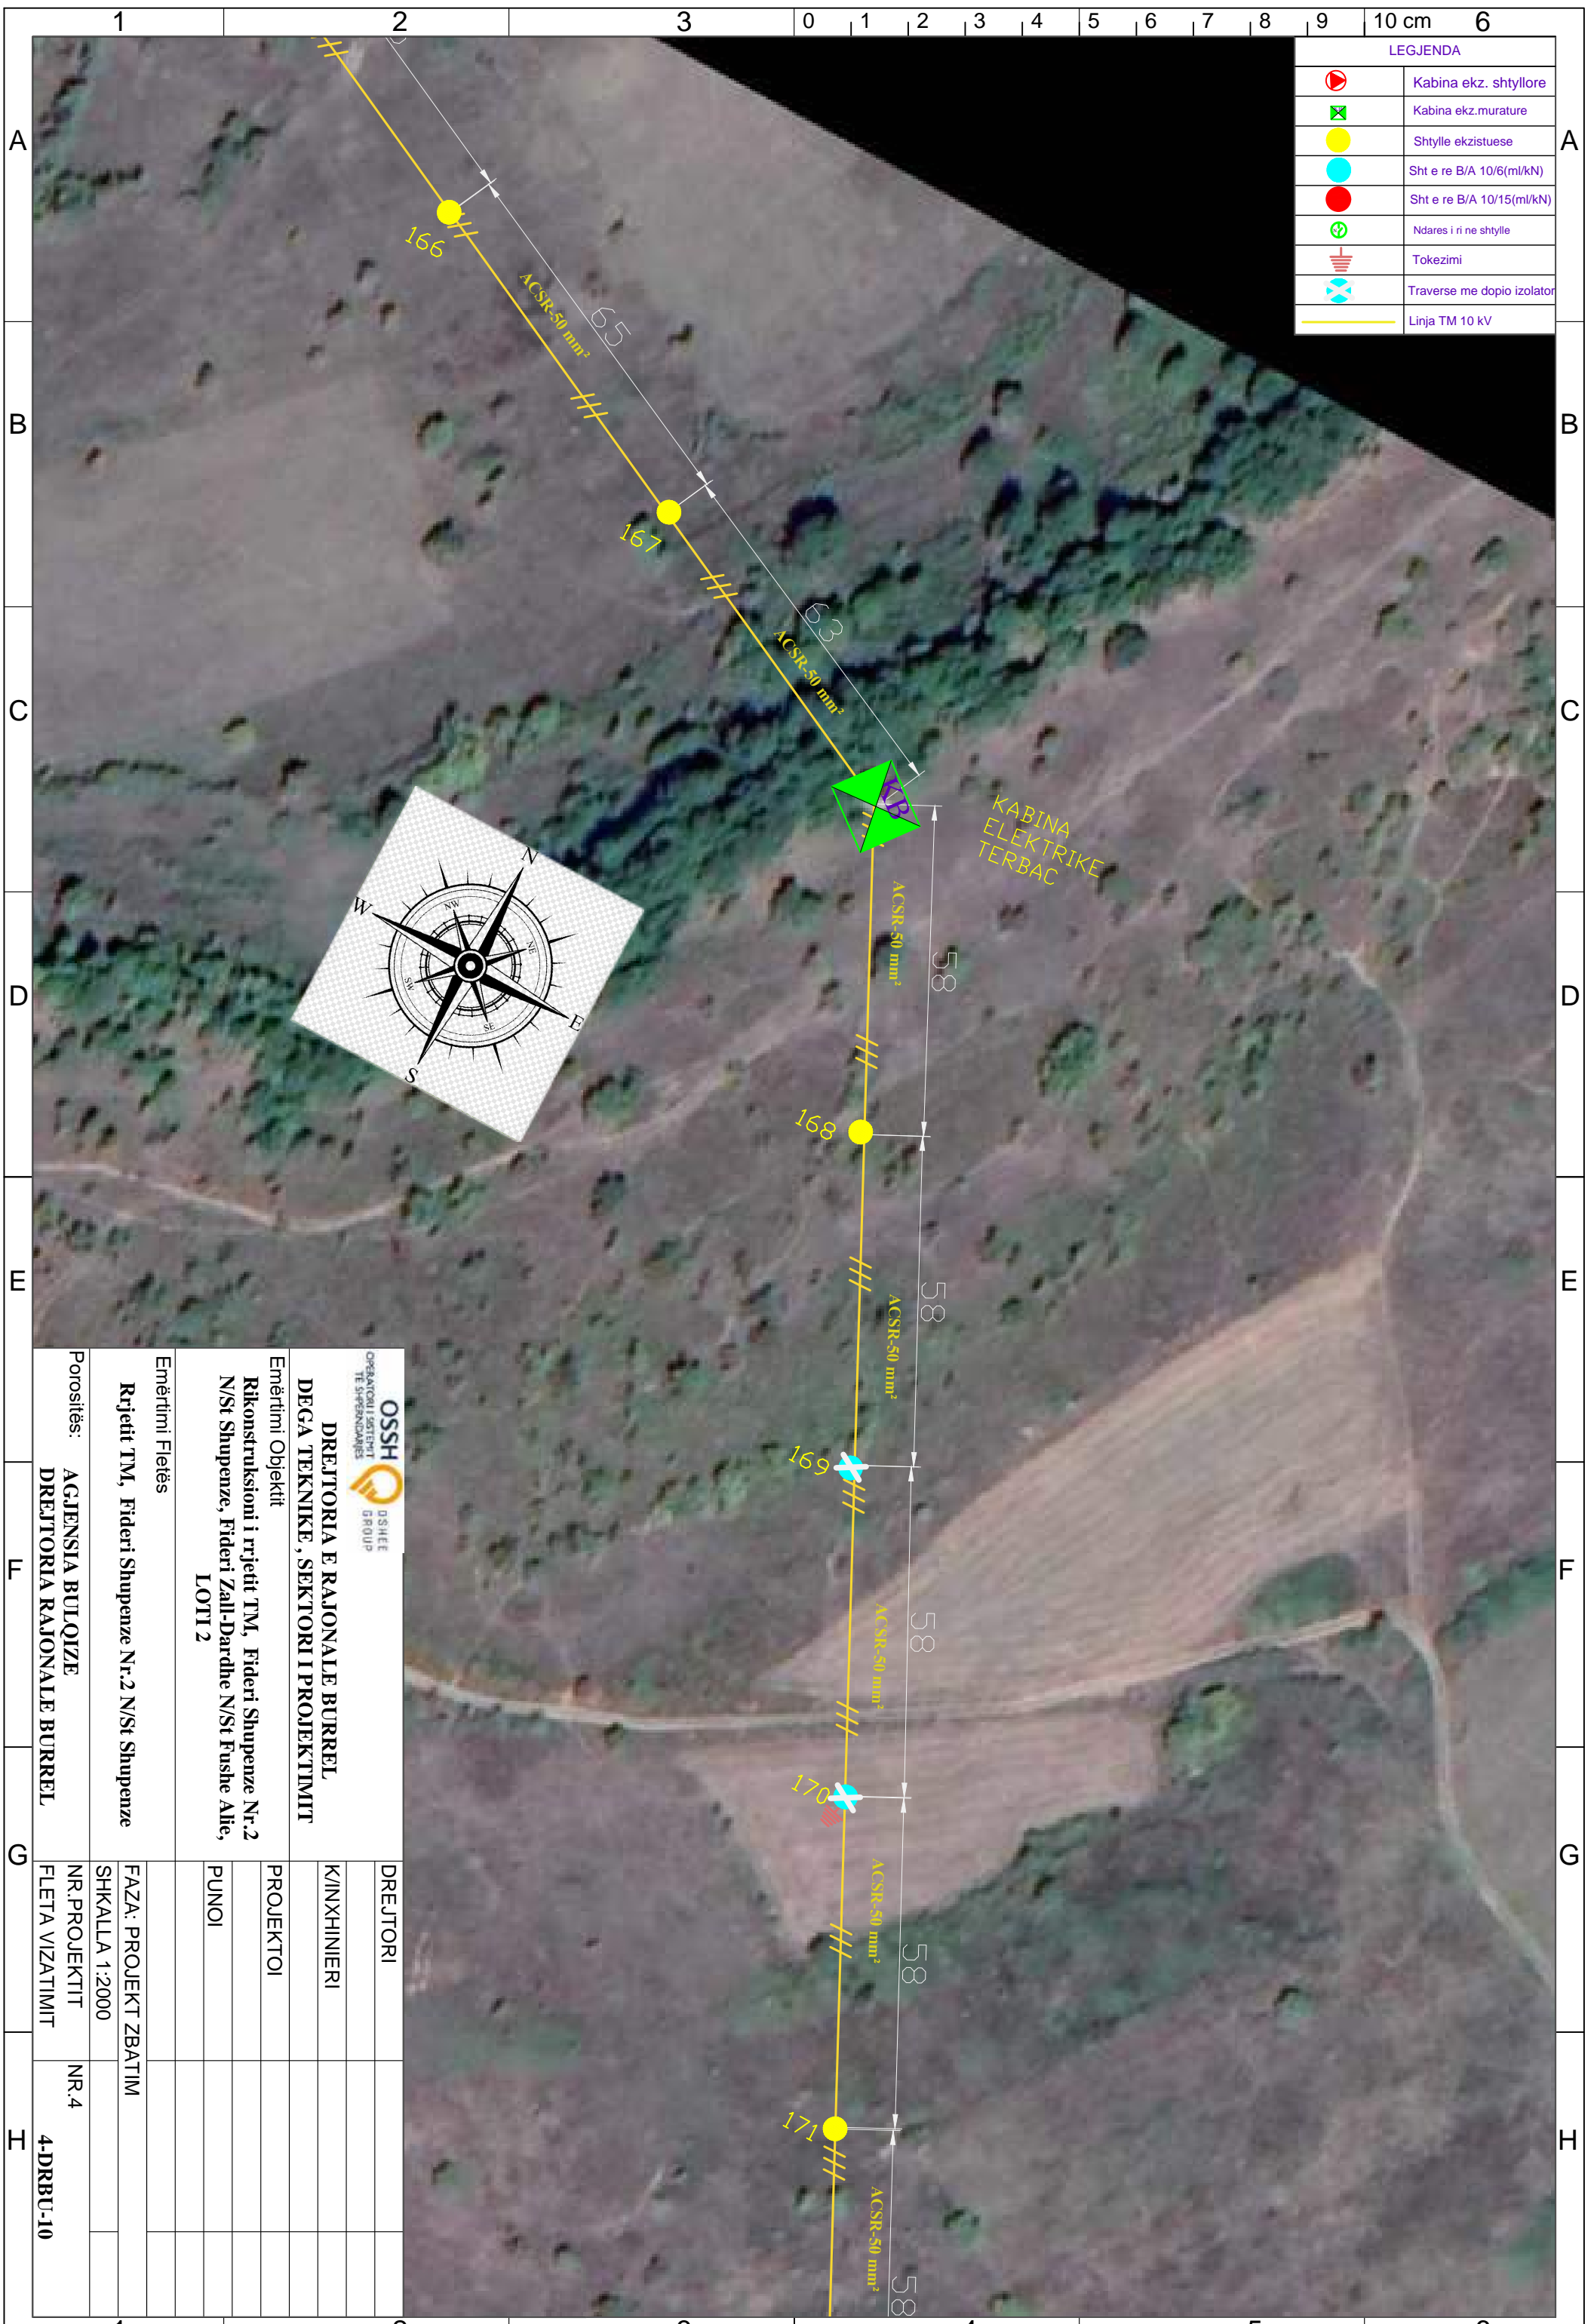 1 2 3 0 1 2 3 4 5 6 7 8 9 10 cm 6
LEGJENDA
Kabina ekz. shtyllore
Kabina ekz.murature
Shtylle ekzistuese
Sht e re B/A 10/6(ml/kN)
Sht e re B/A 10/15(ml/kN)
Ndares i ri ne shtylle
Tokezimi
Traverse me dopio izolator
Linja TM 10 kV
A A
166
ACSR-50 mm²
65
B B
167
63
ACSR-50 mm²
C C
KB
KABINA
ELEKTRIKE
TERBAC
ACSR-50 mm²
58
N
NW
W
NE
SW
E
SE
S
D D
168
58
ACSR-50 mm²
E E
169
58
ACSR-50 mm²
F F
170
ACSR-50 mm²
58
G G
171
ACSR-50 mm²
58
H H
OSSH
OPERATORI I SISTEMIT
TË SHPËRNDARJES
OSHEE
GROUP
DREJTORIA E RAJONALE BURREL
DEGA TEKNIKE , SEKTORI I PROJEKTIMIT
Emërtimi Objektit
Rikonstruksioni i rrjetit TM, Fideri Shupenze Nr.2
N/St Shupenze, Fideri Zall-Dardhe N/St Fushe Alie,
LOTI 2
Emërtimi Fletës
Rrjetit TM, Fideri Shupenze Nr.2 N/St Shupenze
Porositës:
AGJENSIA BULQIZE
DREJTORIA RAJONALE BURREL
DREJTORI
K/INXHINIERI
PROJEKTOI
PUNOI
FAZA: PROJEKT ZBATIM
SHKALLA 1:2000
NR.PROJEKTIT NR.4
FLETA VIZATIMIT 4-DRBU-10